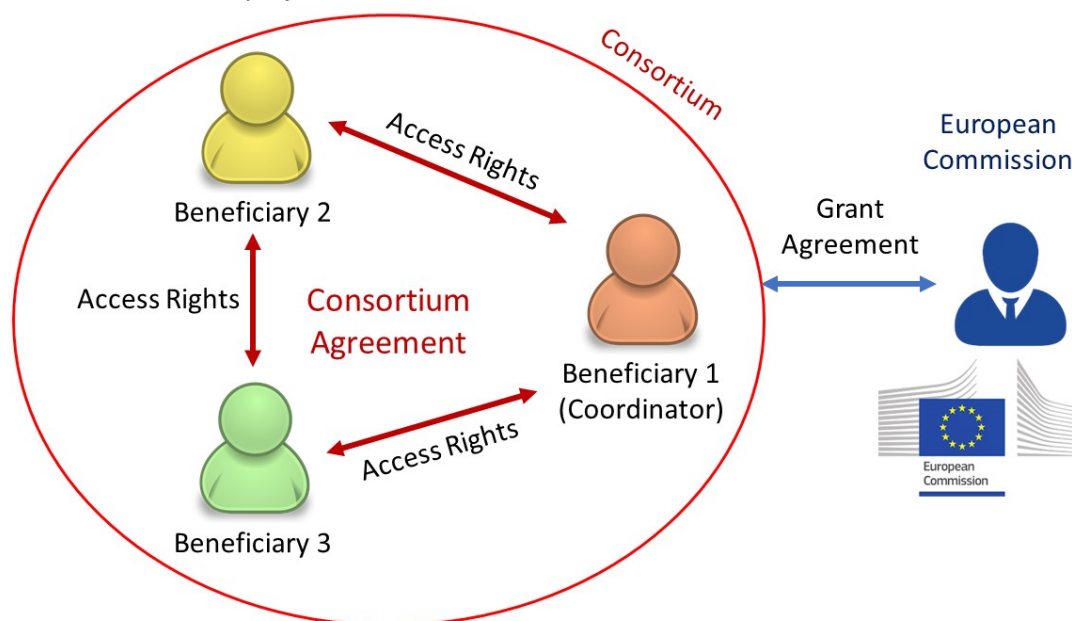 Consortium
Access Rights
European
Commission
Beneficiary 2
Grant
Agreement
Access Rights
Consortium
Agreement
Beneficiary 1
(Coordinator)
Access Rights
European
Commission
Beneficiary 3